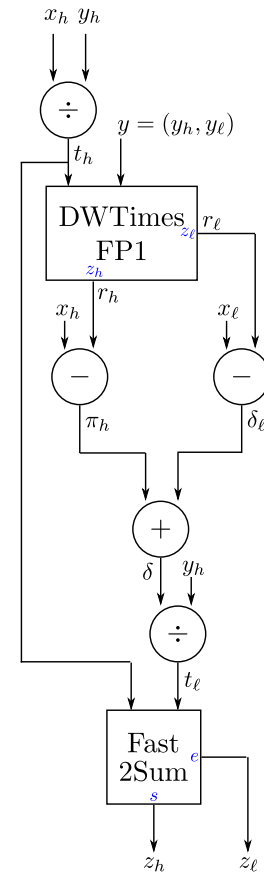 x_h y_h
÷
y = (y_h, y_ℓ)
t_h
DWTimes
FP1
z_ℓ
r_ℓ
z_h
r_h
x_h
x_ℓ
− −
π_h
δ_ℓ
+
δ
y_h
÷
t_ℓ
Fast
2Sum
e
s
z_h
z_ℓ